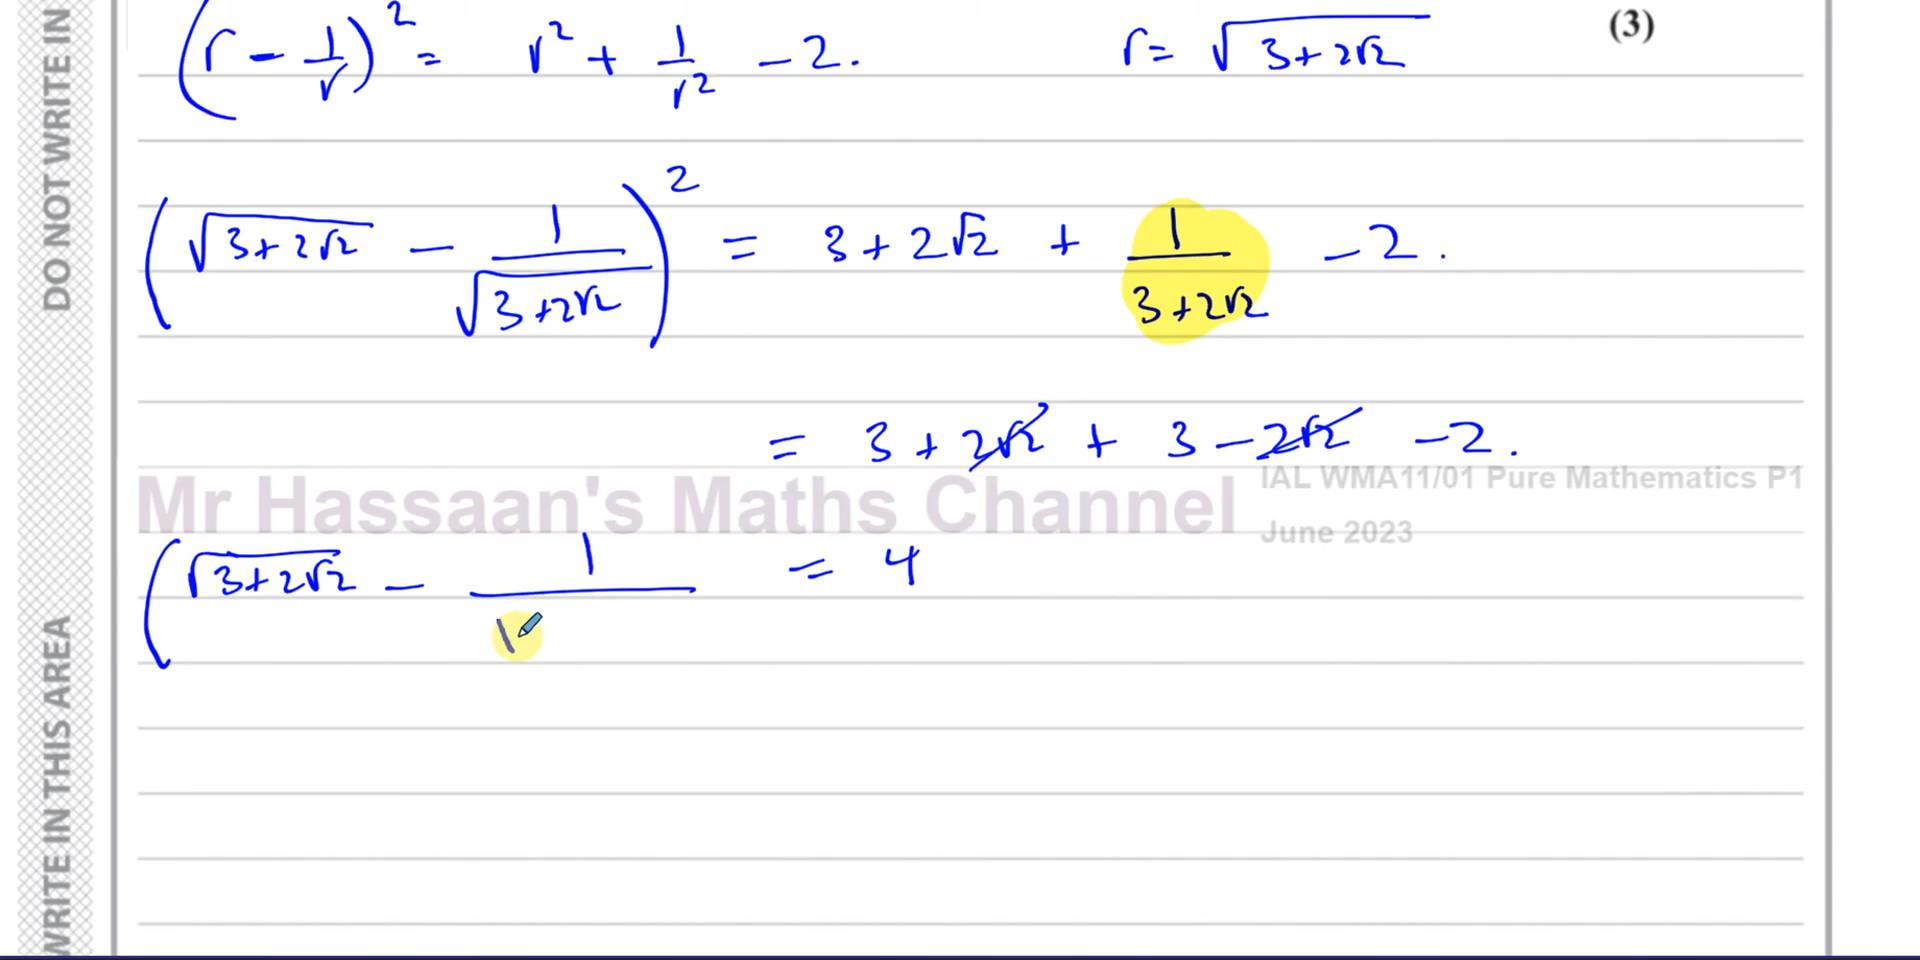 (r - 1/r)² = r² + 1/r² - 2. r = √(3+2√2) (3)
(√(3+2√2) - 1/√(3+2√2))² = 3+2√2 + 1/(3+2√2) - 2.
= 3 + 2√2 + 3 - 2√2 - 2.
Mr Hassaan's Maths Channel
IAL WMA11/01 Pure Mathematics P1
June 2023
(√(3+2√2) - 1/ = 4
DO NOT WRITE IN
WRITE IN THIS AREA